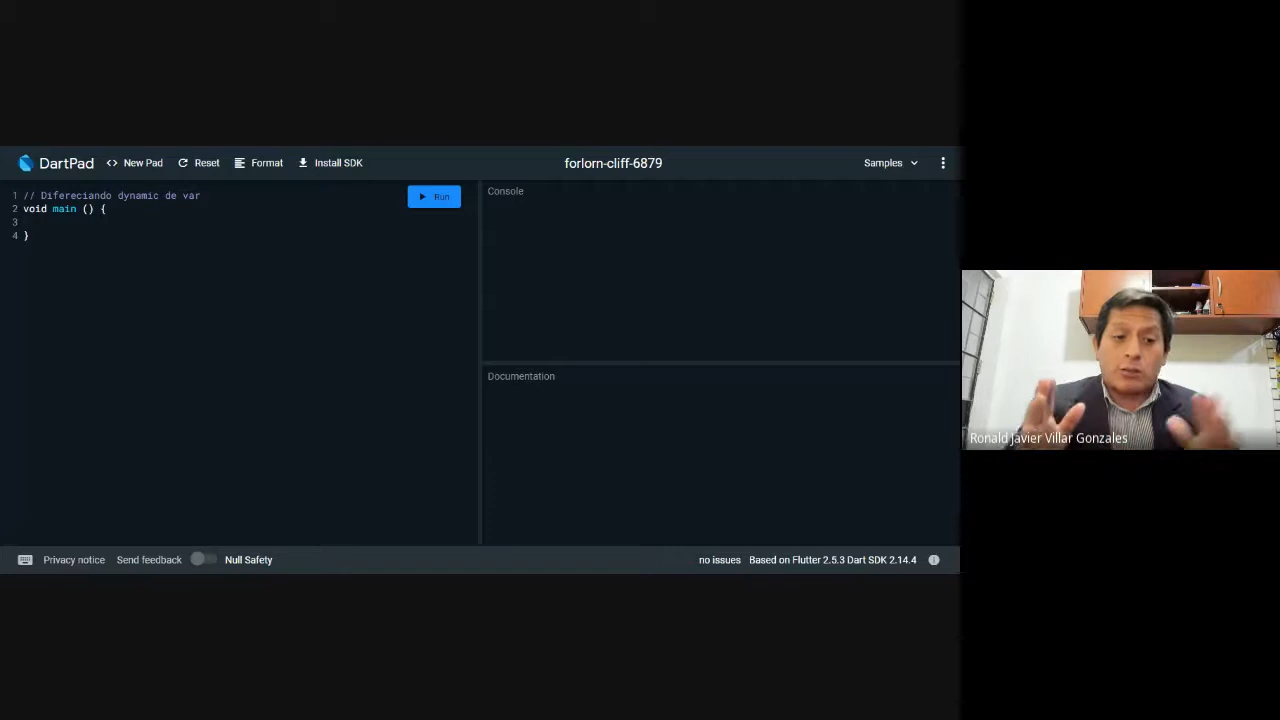 DartPad <> New Pad Reset Format Install SDK forlorn-cliff-6879 Samples
1 // Difereciando dynamic de var
2 void main () {
3
4 }
Run
Console
Documentation
Ronald Javier Villar Gonzales
Privacy notice Send feedback Null Safety no issues Based on Flutter 2.5.3 Dart SDK 2.14.4